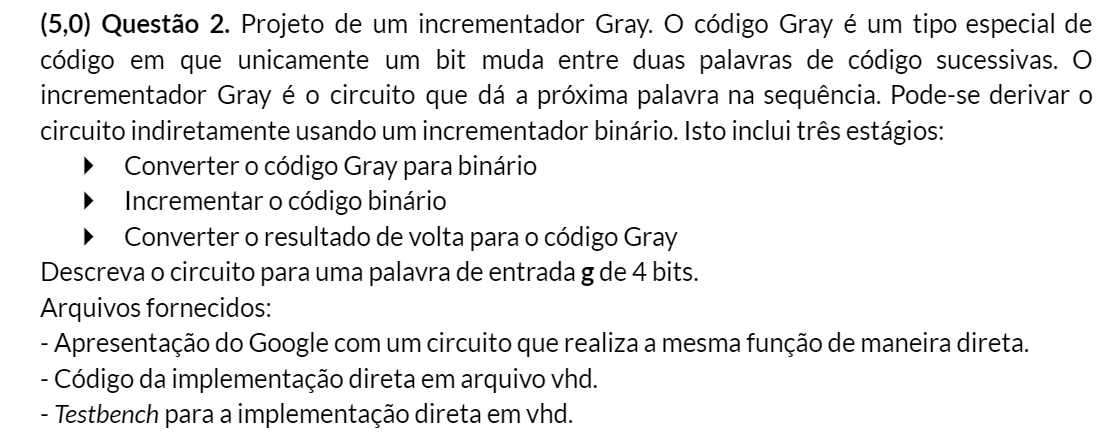 (5,0) Questão 2. Projeto de um incrementador Gray. O código Gray é um tipo especial de
código em que unicamente um bit muda entre duas palavras de código sucessivas. O
incrementador Gray é o circuito que dá a próxima palavra na sequência. Pode-se derivar o
circuito indiretamente usando um incrementador binário. Isto inclui três estágios:
Converter o código Gray para binário
Incrementar o código binário
Converter o resultado de volta para o código Gray
Descreva o circuito para uma palavra de entrada g de 4 bits.
Arquivos fornecidos:
- Apresentação do Google com um circuito que realiza a mesma função de maneira direta.
- Código da implementação direta em arquivo vhd.
- Testbench para a implementação direta em vhd.